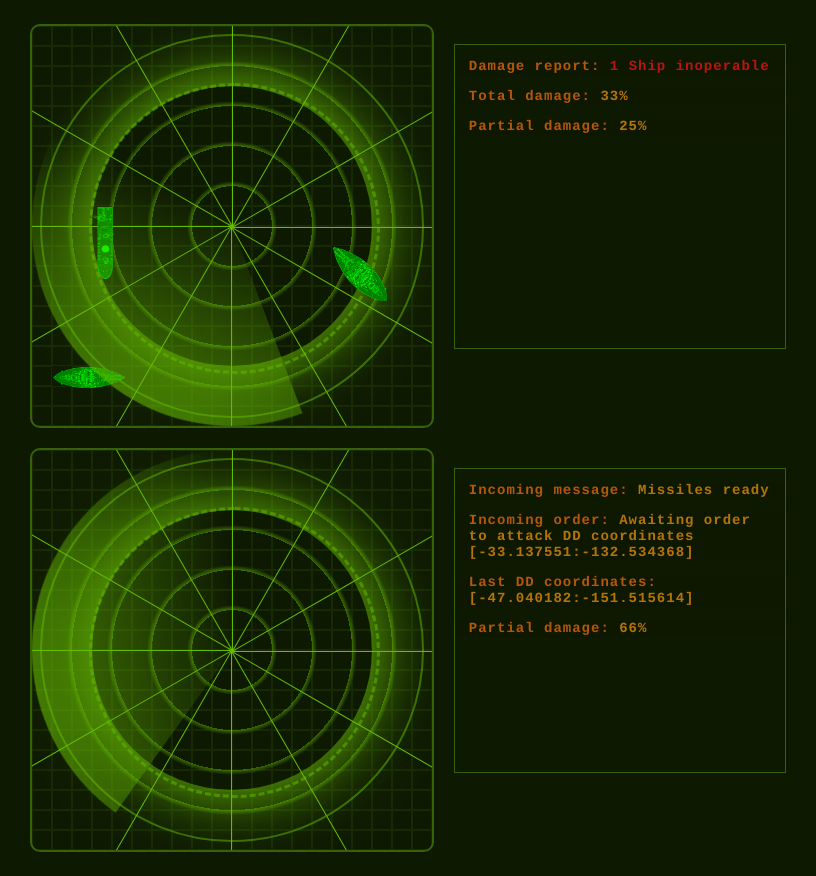 Damage report: 1 Ship inoperable
Total damage: 33%
Partial damage: 25%
Incoming message: Missiles ready
Incoming order: Awaiting order
to attack DD coordinates
[-33.137551:-132.534368]
Last DD coordinates:
[-47.040182:-151.515614]
Partial damage: 66%